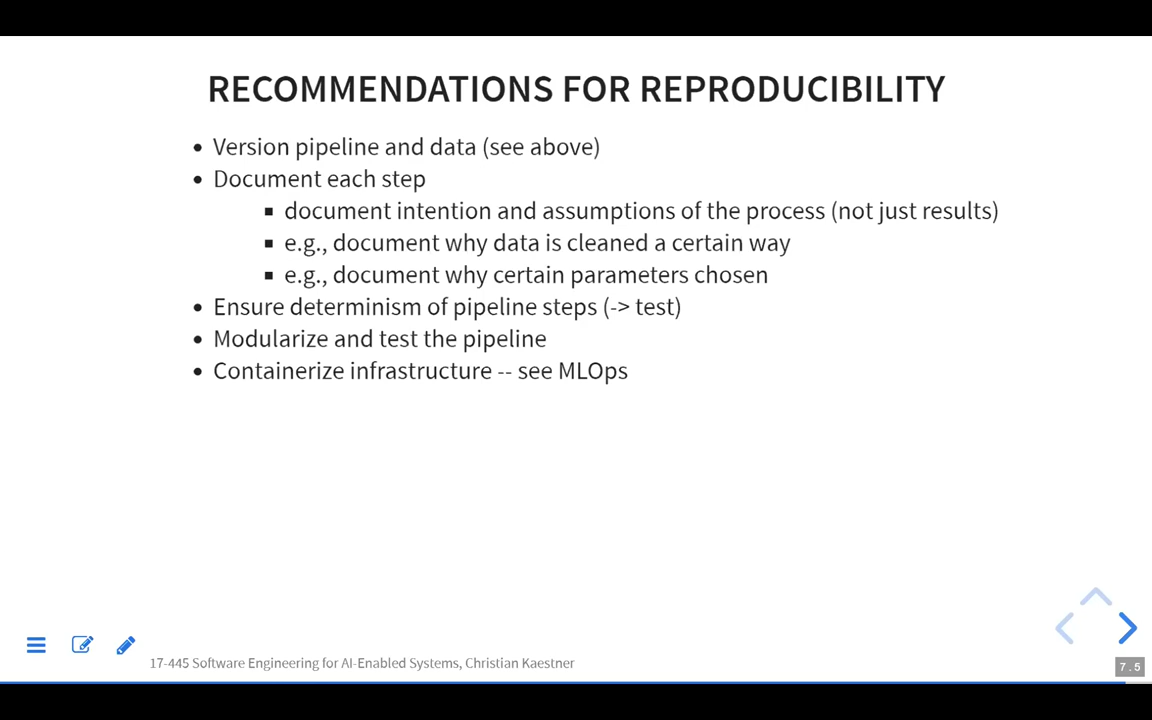 RECOMMENDATIONS FOR REPRODUCIBILITY
• Version pipeline and data (see above)
• Document each step
▪ document intention and assumptions of the process (not just results)
▪ e.g., document why data is cleaned a certain way
▪ e.g., document why certain parameters chosen
• Ensure determinism of pipeline steps (-> test)
• Modularize and test the pipeline
• Containerize infrastructure -- see MLOps
17-445 Software Engineering for AI-Enabled Systems, Christian Kaestner
7.5